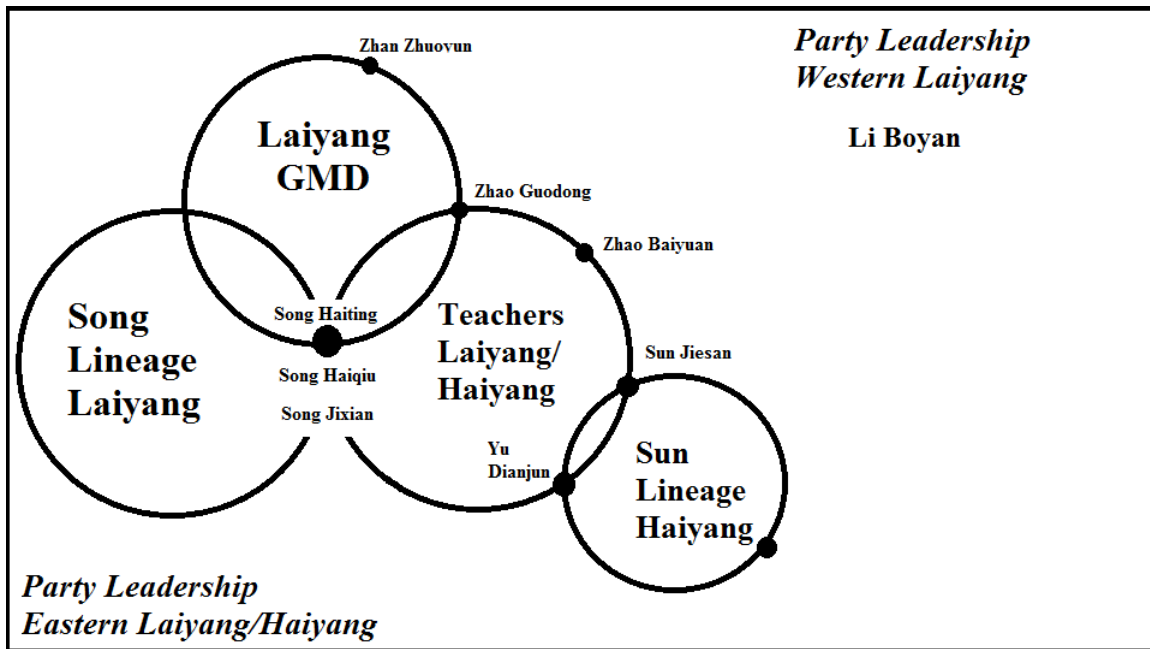 Zhan Zhuovun
Party Leadership
Western Laiyang
Li Boyan
Laiyang
GMD
Zhao Guodong
Zhao Baiyuan
Song
Lineage
Laiyang
Song Haiting
Song Haiqiu
Song Jixian
Teachers
Laiyang/
Haiyang
Sun Jiesan
Yu
Dianjun
Sun
Lineage
Haiyang
Party Leadership
Eastern Laiyang/Haiyang